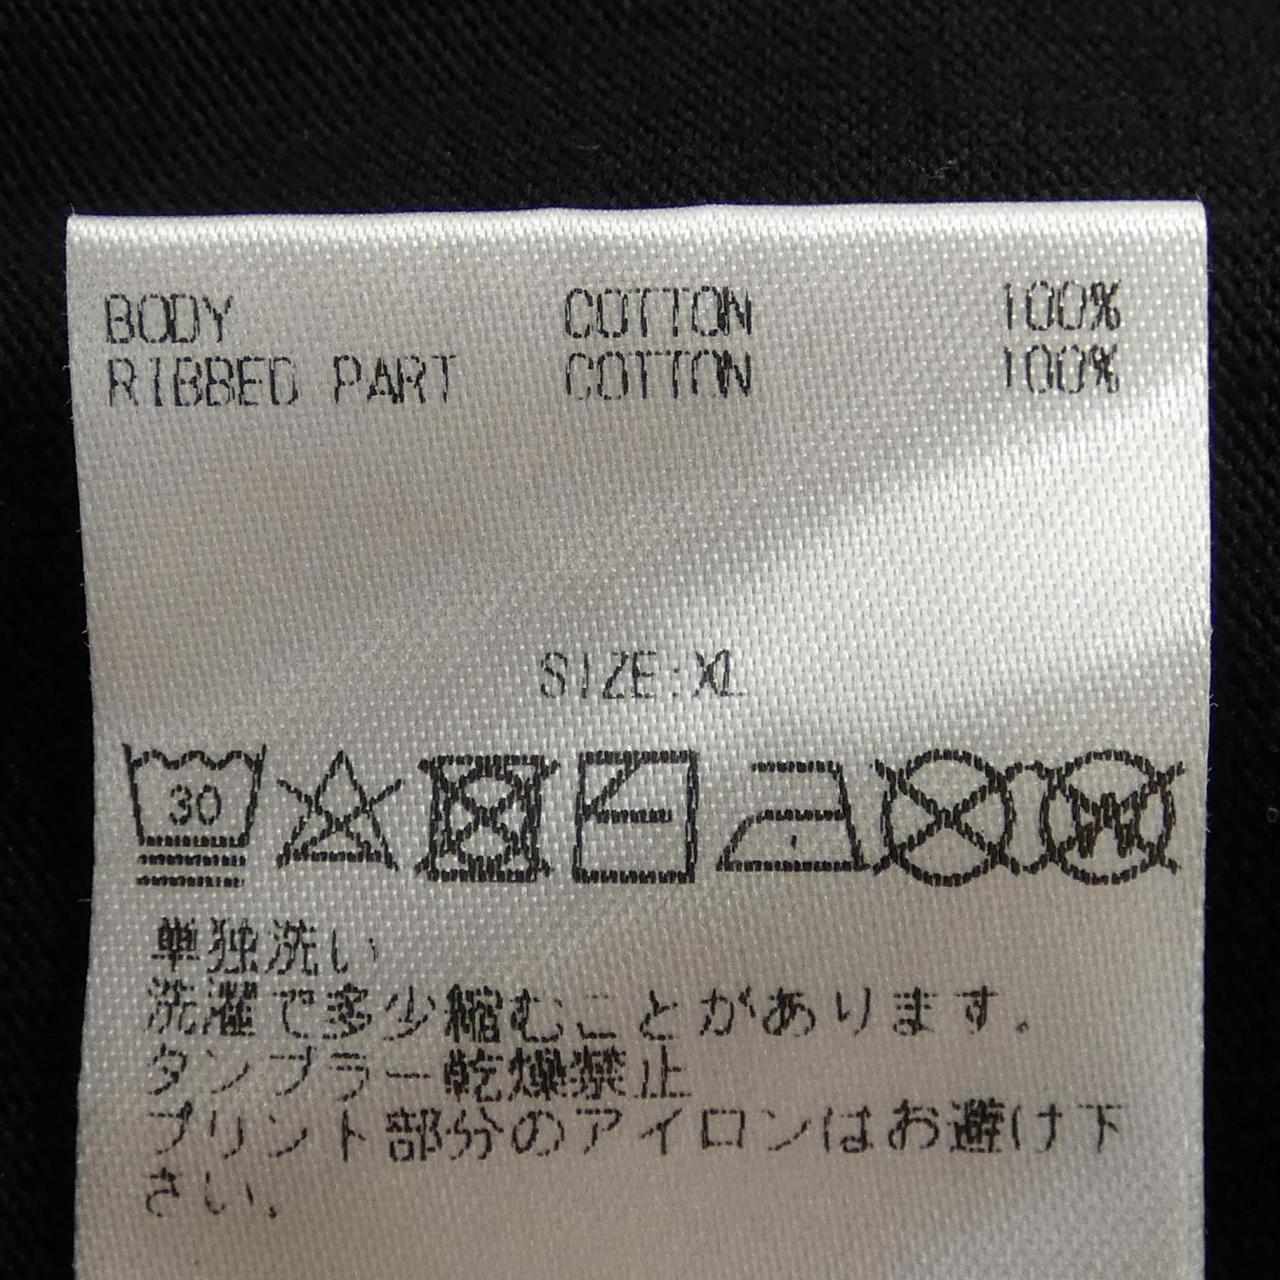 BODY COTTON 100%
RIBBED PART COTTON 100%
SIZE:XL
30
W
単独洗い
洗濯で多少縮むことがあります。
タンブラー乾燥禁止
プリント部分のアイロンはお避け下
さい。